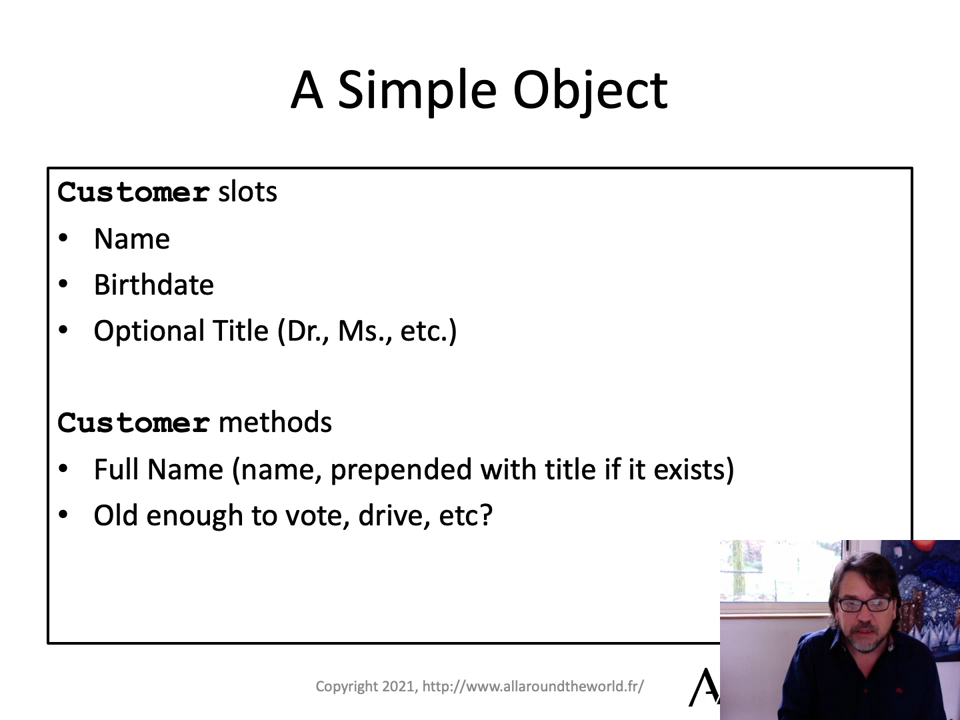 A Simple Object
Customer slots
• Name
• Birthdate
• Optional Title (Dr., Ms., etc.)
Customer methods
• Full Name (name, prepended with title if it exists)
• Old enough to vote, drive, etc?
Copyright 2021, http://www.allaroundtheworld.fr/